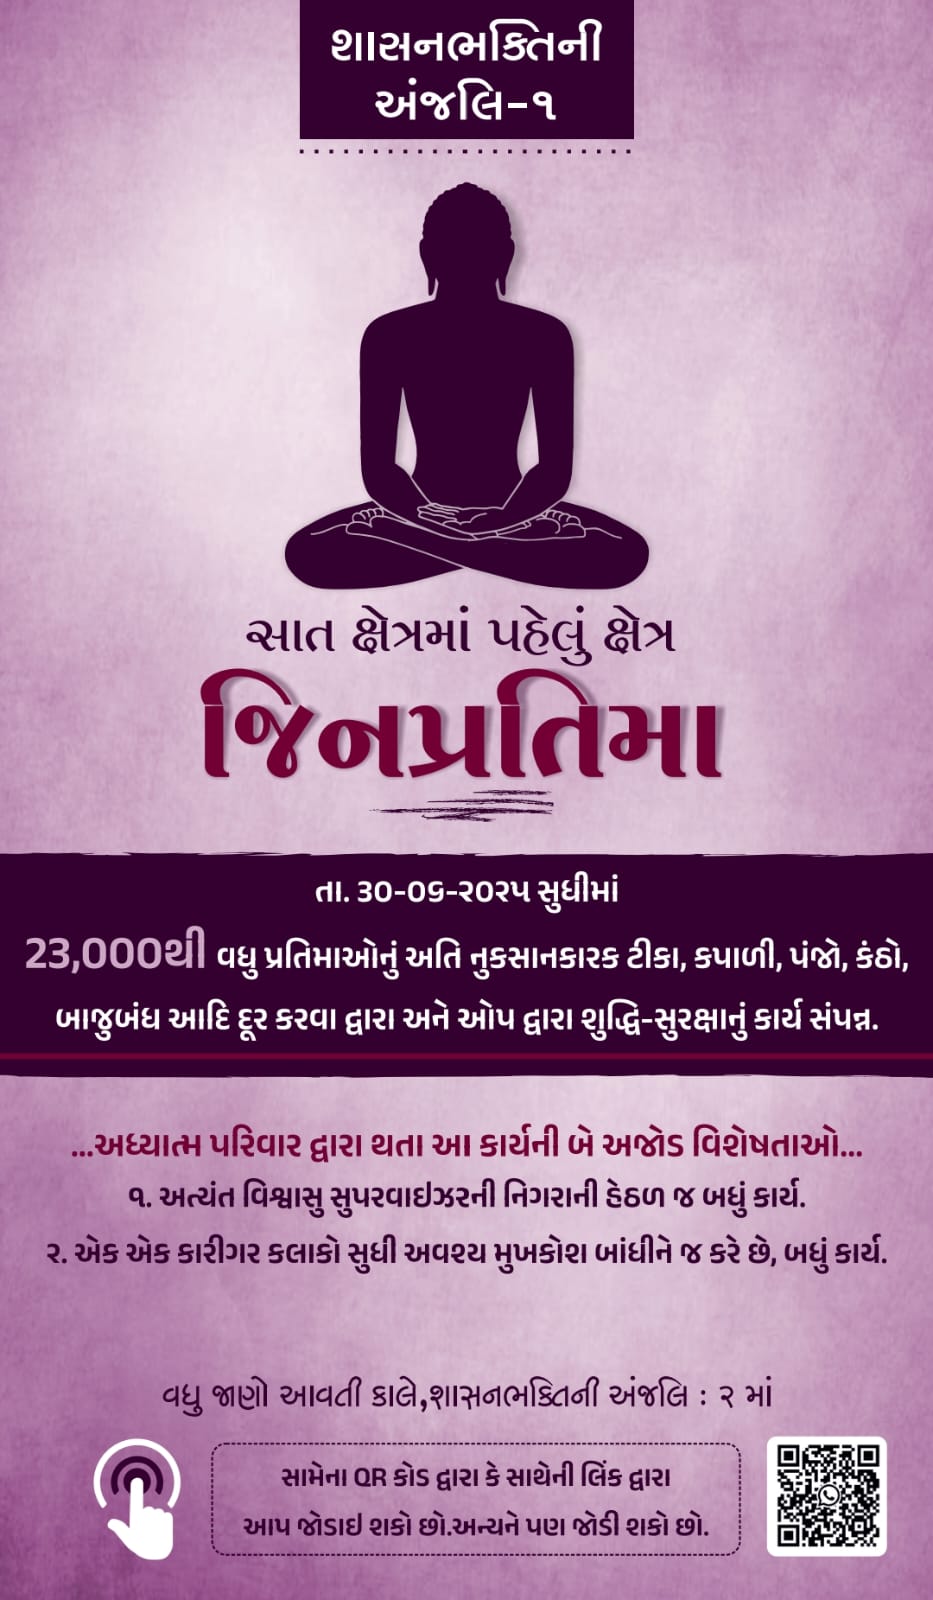 શાસનભક્તિની
અંજલિ-૧
સાત ક્ષેત્રમાં પહેલું ક્ષેત્ર
જિનપ્રતિમા
તા. ૩૦-૦૬-૨૦૨૫ સુધીમાં
23,000થી વધુ પ્રતિમાઓનું અતિ નુકસાનકારક ટીકા, કપાળી, પંજો, કંઠો,
બાજુબંધ આદિ દૂર કરવા દ્વારા અને ઓપ દ્વારા શુદ્ધિ-સુરક્ષાનું કાર્ય સંપન્ન.
...અધ્યાત્મ પરિવાર દ્વારા થતા આ કાર્યની બે અજોડ વિશેષતાઓ...
૧. અત્યંત વિશ્વાસુ સુપરવાઇઝરની નિગરાની હેઠળ જ બધું કાર્ય.
૨. એક એક કારીગર કલાકો સુધી અવશ્ય મુખકોશ બાંધીને જ કરે છે, બધું કાર્ય.
વધુ જાણો આવતી કાલે,શાસનભક્તિની અંજલિ : ૨ માં
સામેના QR કોડ દ્વારા કે સાથેની લિંક દ્વારા
આપ જોડાઇ શકો છો.અન્યને પણ જોડી શકો છો.